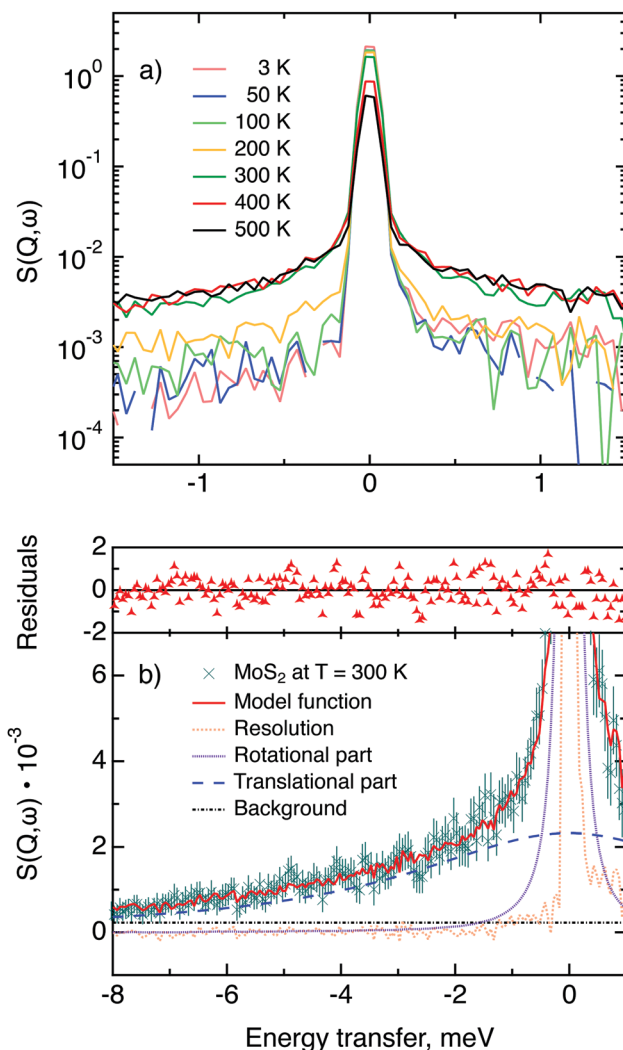 a)
3 K
50 K
100 K
200 K
300 K
400 K
500 K
S(Q,ω)
10⁰
10⁻¹
10⁻²
10⁻³
10⁻⁴
-1
0
1
Residuals
2
0
-2
b)
MoS₂ at T = 300 K
Model function
Resolution
Rotational part
Translational part
Background
S(Q,ω) • 10⁻³
6
4
2
0
-8
-6
-4
-2
0
Energy transfer, meV